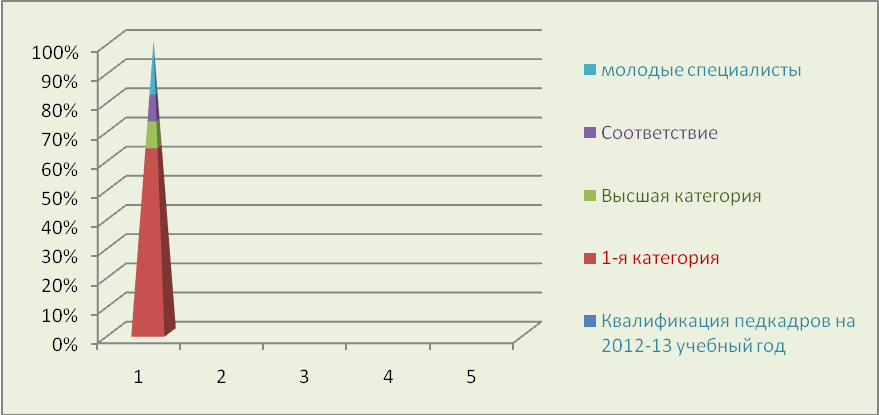 100%
90%
80%
70%
60%
50%
40%
30%
20%
10%
0%
1 2 3 4 5
молодые специалисты
Соответствие
Высшая категория
1-я категория
Квалификация педкадров на
2012-13 учебный год